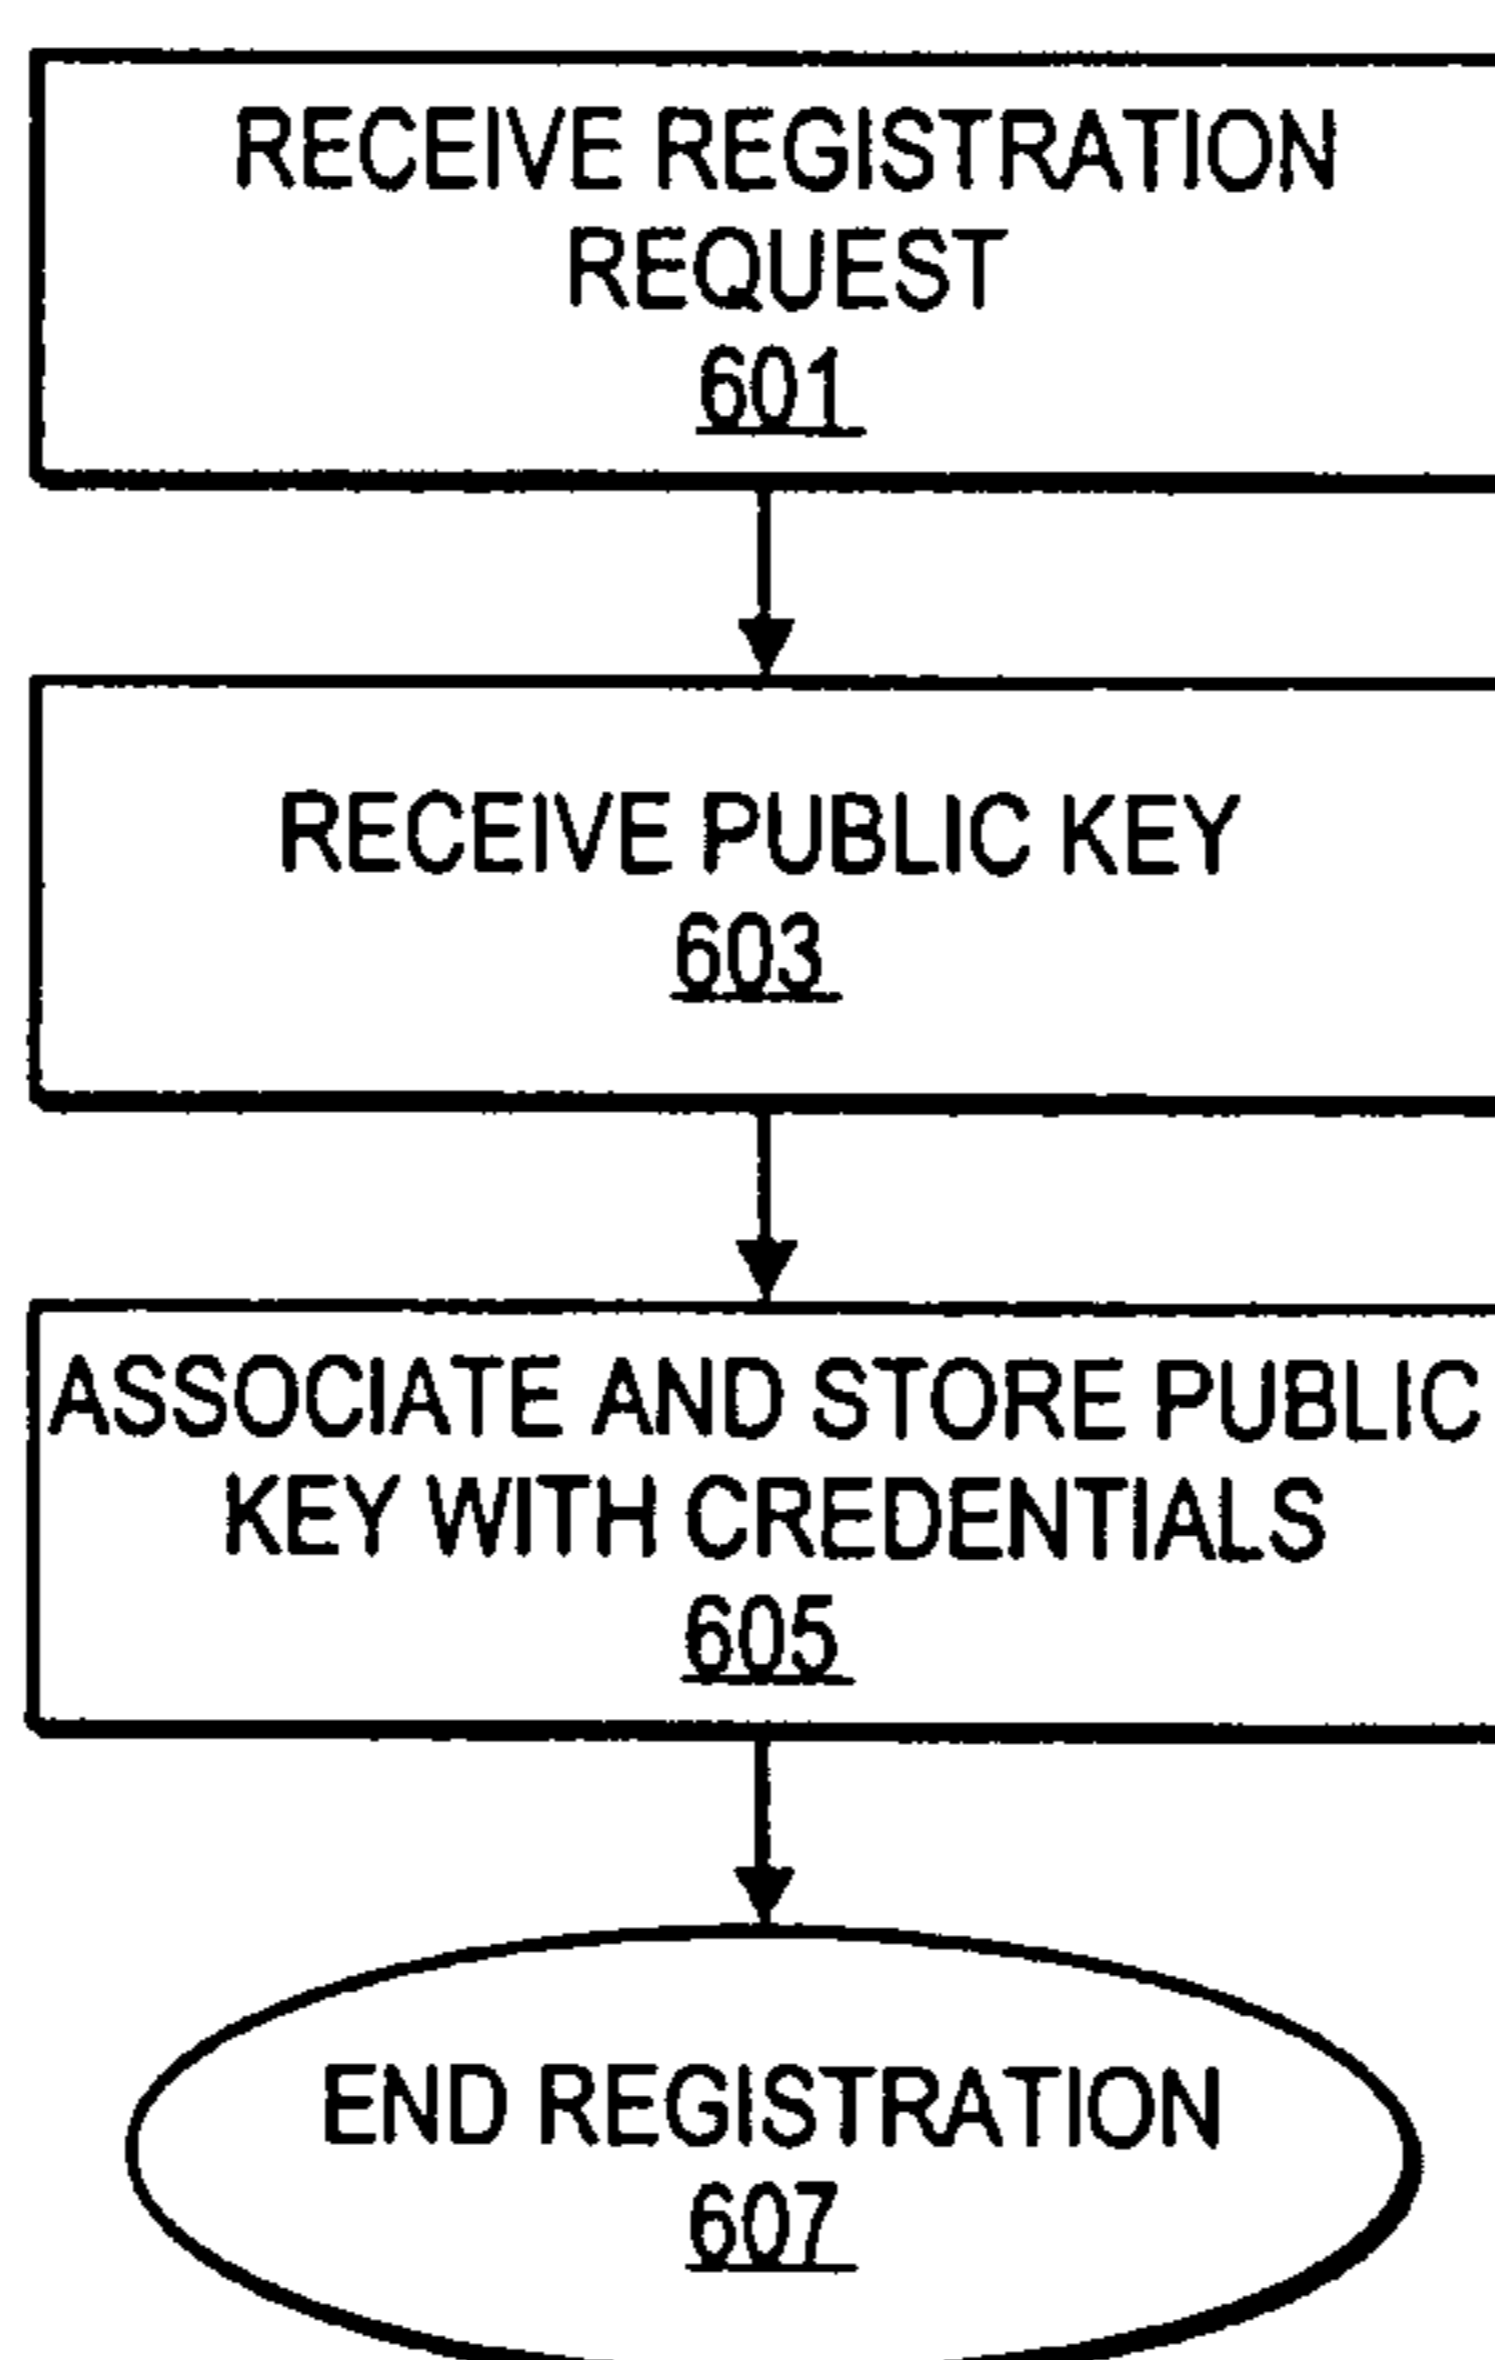 RECEIVE REGISTRATION
REQUEST
601
RECEIVE PUBLIC KEY
603
ASSOCIATE AND STORE PUBLIC
KEY WITH CREDENTIALS
605
END REGISTRATION
607